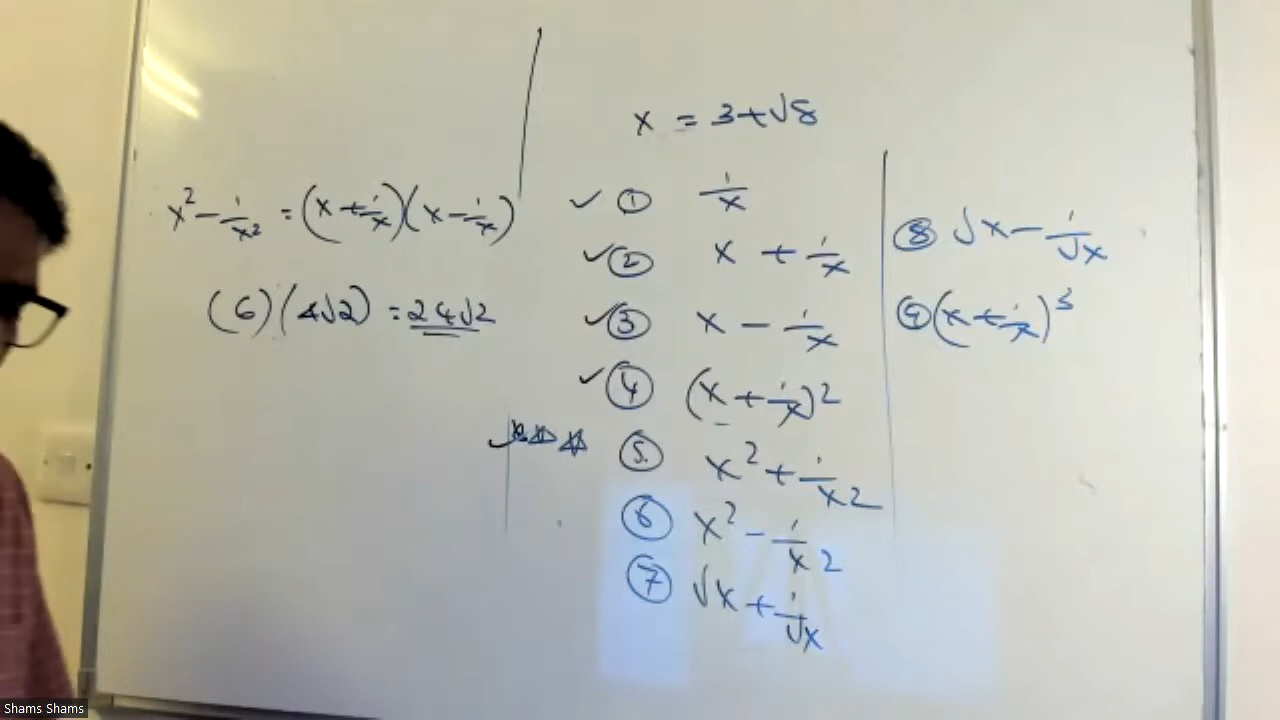 x² - 1/x² = (x + 1/x)(x - 1/x)
(6)(4√2) = 24√2
x = 3+√8
✓ ① 1/x
✓ ② x + 1/x
✓ ③ x - 1/x
✓ ④ (x + 1/x)²
⑤ x² + 1/x²
⑥ x² - 1/x²
⑦ √x + 1/√x
⑧ √x - 1/√x
⑨ (x + 1/x)³
Shams Shams